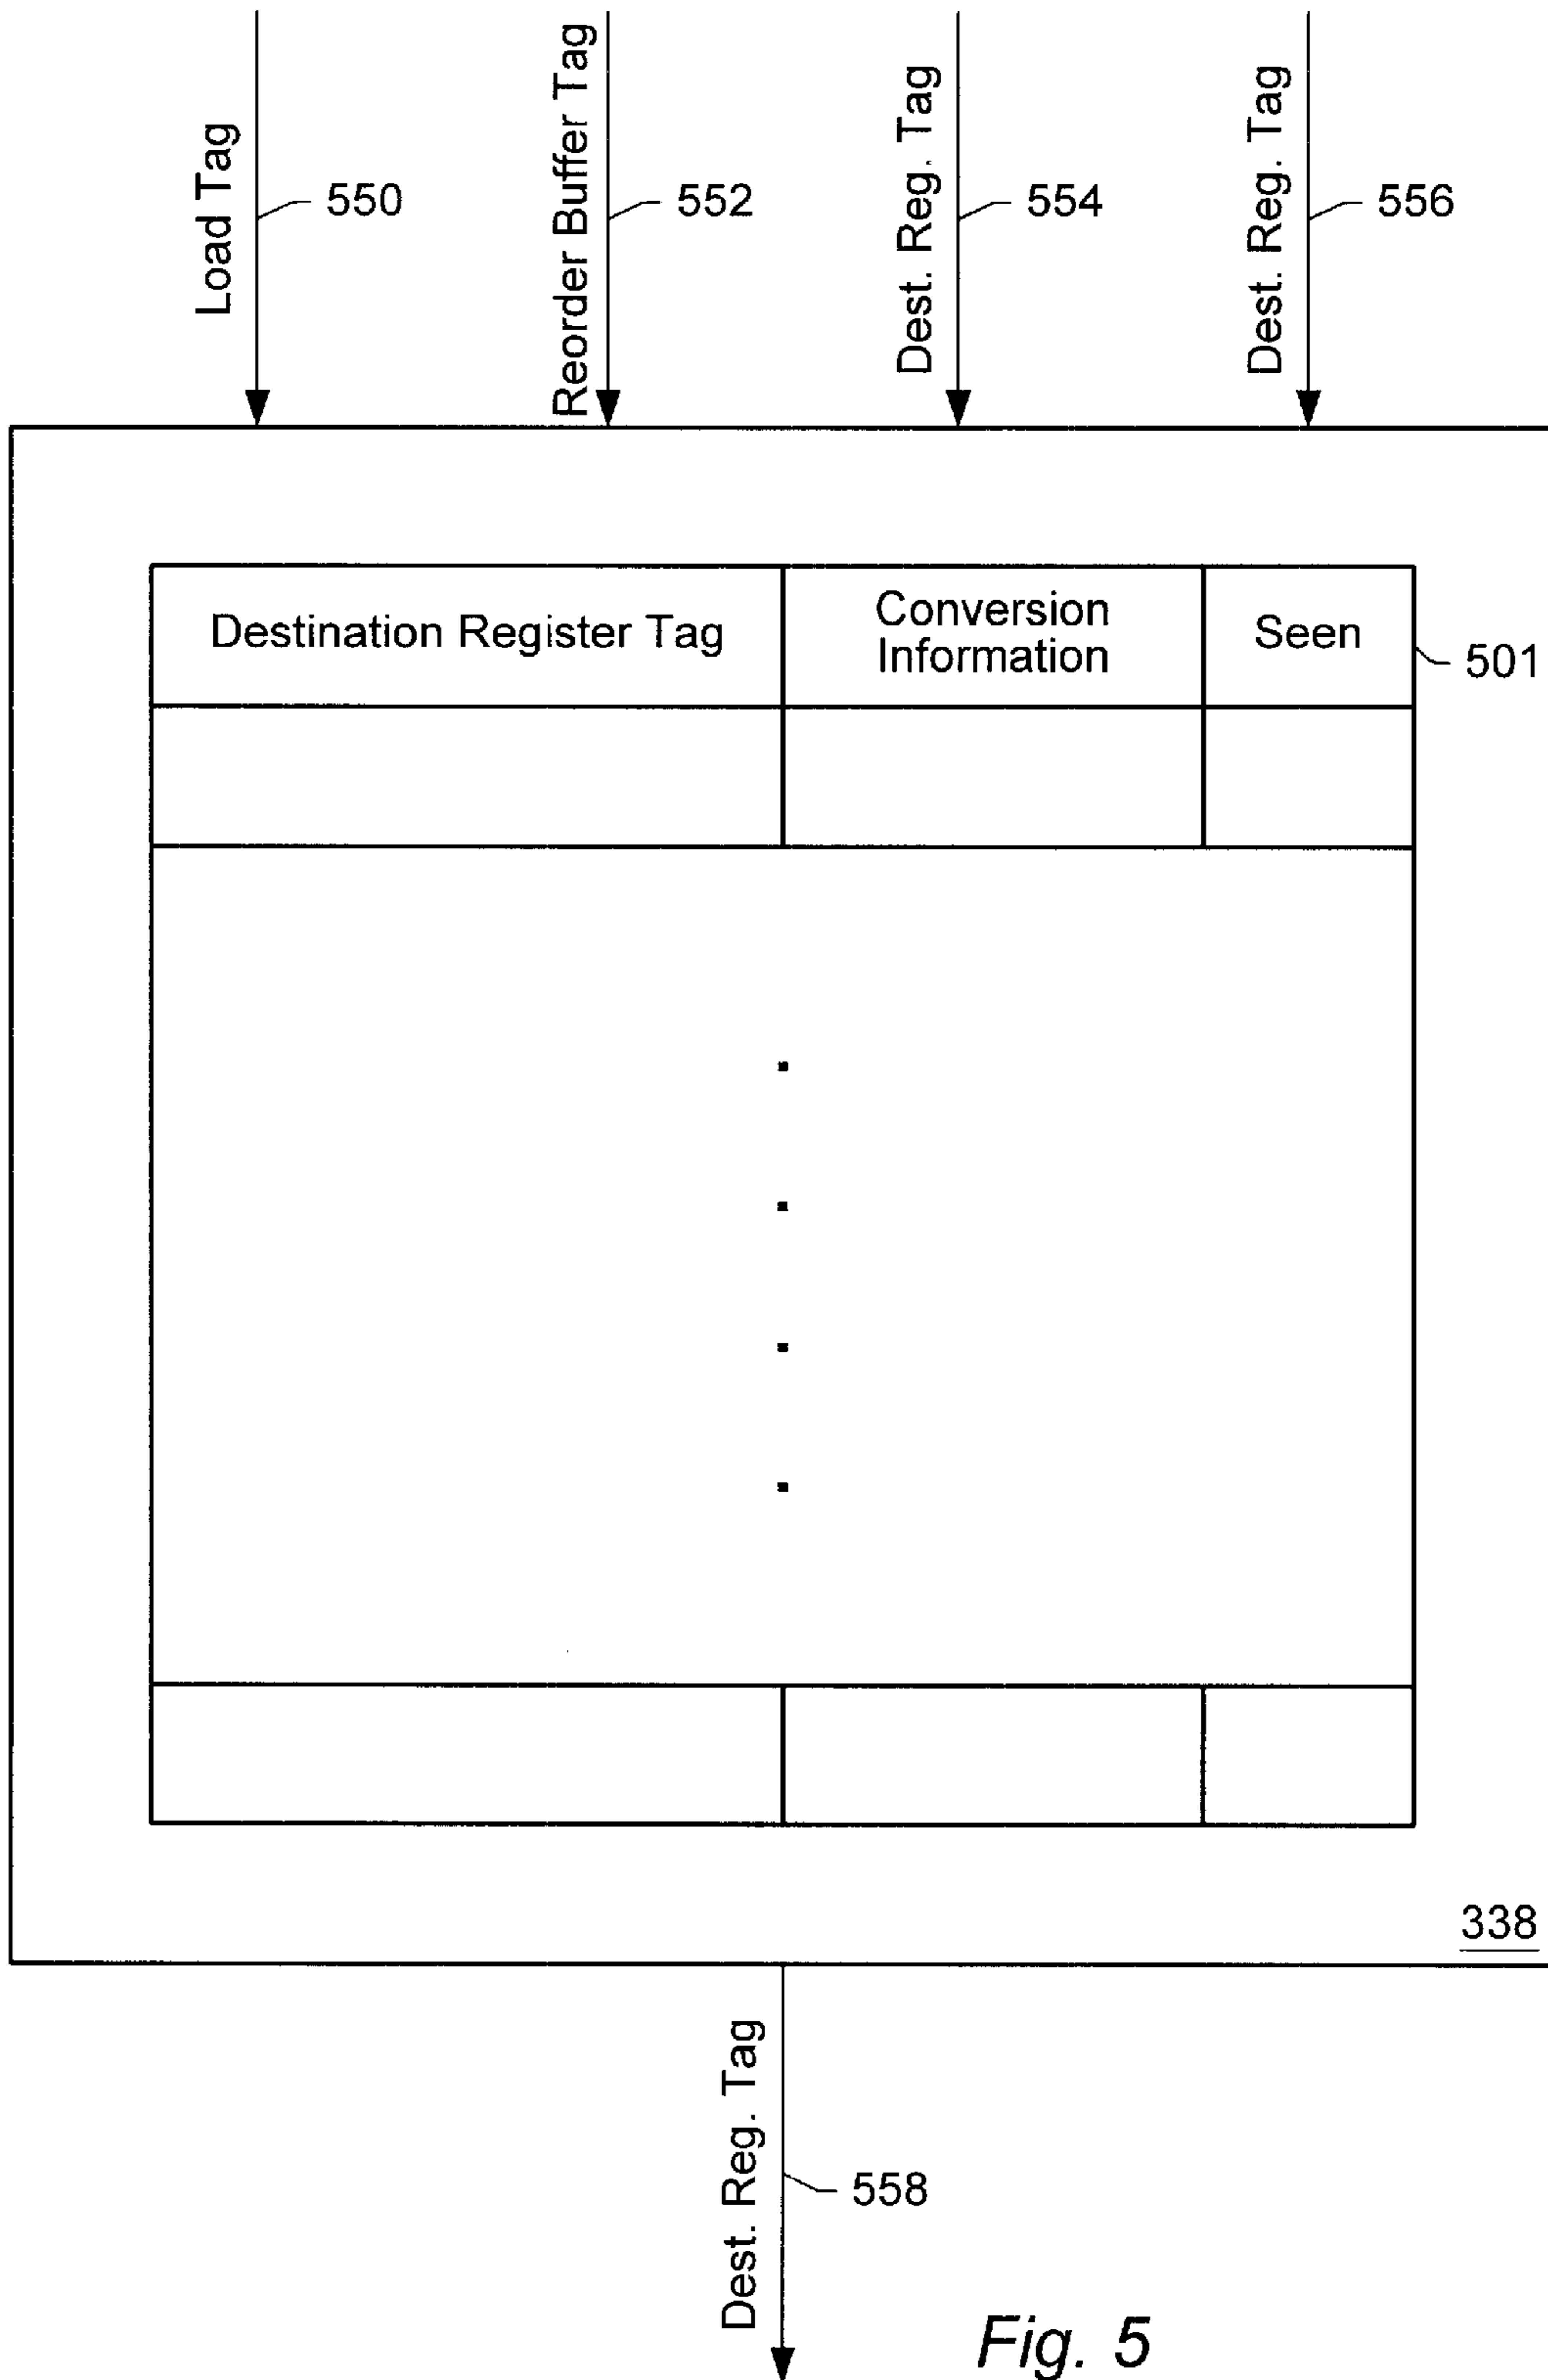 Load Tag
550
Reorder Buffer Tag
552
Dest. Reg. Tag
554
Dest. Reg. Tag
556
Destination Register Tag
Conversion
Information
Seen
501
338
Dest. Reg. Tag
558
Fig. 5